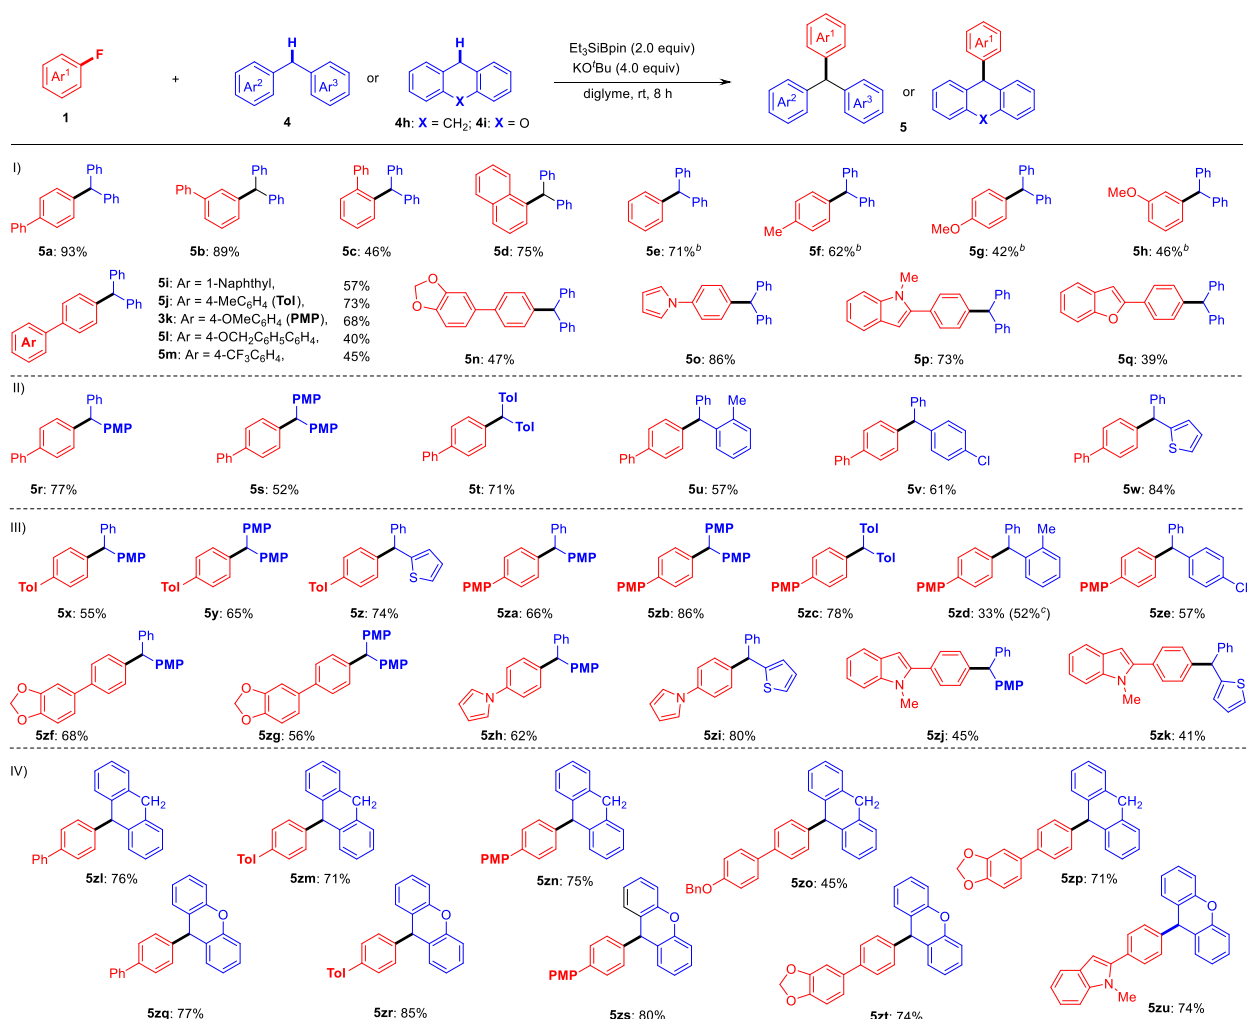 H
H
Ar¹
F
Ar¹
Ar¹
Et₃SiBpin (2.0 equiv)
KOᵗBu (4.0 equiv)
diglyme, rt, 8 h
+
Ar²
Ar³
or
X
Ar²
Ar³
or
X
1
4
4h: X = CH₂; 4i: X = O
5
I)
Ph Ph Ph
Ph Ph Ph Ph Ph Ph Ph Ph
Ph Ph Ph Ph Ph Ph Ph Ph
Ph Me MeO MeO
5a: 93% 5b: 89% 5c: 46% 5d: 75% 5e: 71%ᵇ 5f: 62%ᵇ 5g: 42%ᵇ 5h: 46%ᵇ
Ph
Ph
Ar
5i: Ar = 1-Naphthyl, 57%
5j: Ar = 4-MeC₆H₄ (Tol), 73%
3k: Ar = 4-OMeC₆H₄ (PMP), 68%
5l: Ar = 4-OCH₂C₆H₅C₆H₄, 40%
5m: Ar = 4-CF₃C₆H₄, 45%
O O Ph Ph
N Ph Ph
Me N Ph Ph
O Ph Ph
5n: 47% 5o: 86% 5p: 73% 5q: 39%
II)
Ph PMP Ph
PMP PMP Ph
Tol Tol Ph
Ph Me Ph
Ph Cl Ph
Ph S Ph
5r: 77% 5s: 52% 5t: 71% 5u: 57% 5v: 61% 5w: 84%
III)
Ph PMP Tol
PMP PMP Tol
Ph S Tol
Ph PMP PMP
PMP PMP PMP
Tol Tol PMP
Ph Me PMP
Ph Cl PMP
5x: 55% 5y: 65% 5z: 74% 5za: 66% 5zb: 86% 5zc: 78% 5zd: 33% (52%ᶜ) 5ze: 57%
Ph PMP O O
PMP PMP O O
Ph PMP N
Ph S N
Ph PMP N Me
Ph S N Me
5zf: 68% 5zg: 56% 5zh: 62% 5zi: 80% 5zj: 45% 5zk: 41%
IV)
CH₂ Ph
CH₂ Tol
CH₂ PMP
CH₂ BnO
CH₂ O O
5zl: 76% 5zm: 71% 5zn: 75% 5zo: 45% 5zp: 71%
O Ph
O Tol
O PMP
O O O
O N Me
5zq: 77% 5zr: 85% 5zs: 80% 5zt: 74% 5zu: 74%